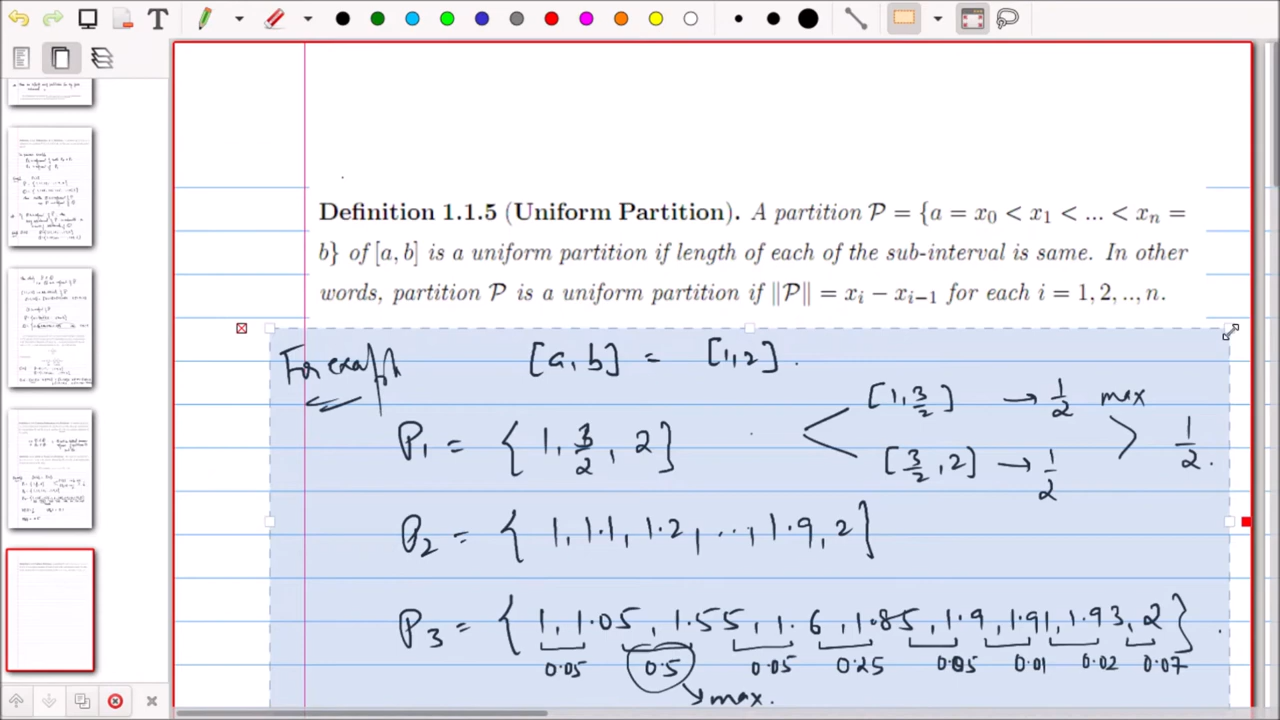 Definition 1.1.5 (Uniform Partition). A partition 𝒫 = {a = x₀ < x₁ < ... < xₙ =
b} of [a, b] is a uniform partition if length of each of the sub-interval is same. In other
words, partition 𝒫 is a uniform partition if ‖𝒫‖ = xᵢ − xᵢ₋₁ for each i = 1, 2, .., n.
For example [a, b] = [1, 2].
[1, 3/2] → 1/2 max
P₁ = { 1, 3/2, 2} 1/2.
[3/2, 2] → 1/2
P₂ = { 1, 1.1, 1.2, ..., 1.9, 2}
P₃ = { 1, 1.05, 1.55, 1.6, 1.85, 1.9, 1.91, 1.93, 2}.
0.05 0.5 0.05 0.25 0.05 0.01 0.02 0.07
→ max.